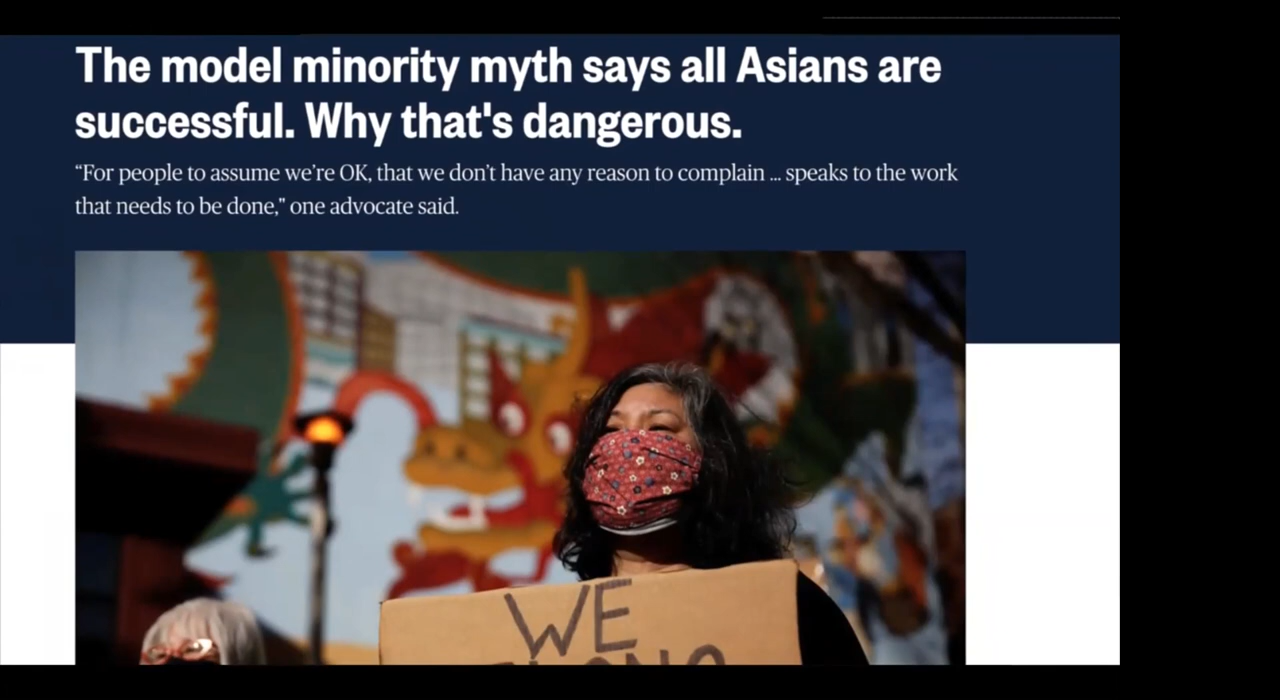 The model minority myth says all Asians are
successful. Why that's dangerous.
“For people to assume we’re OK, that we don’t have any reason to complain ... speaks to the work
that needs to be done,” one advocate said.
WE